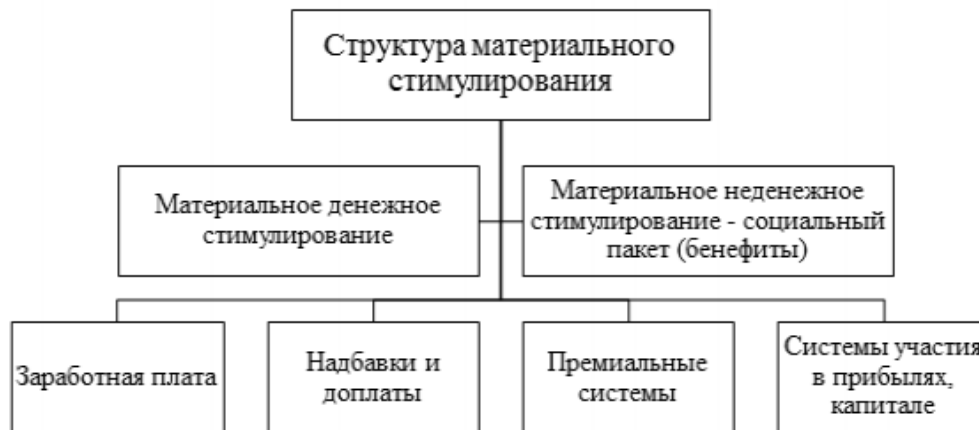 Структура материального
стимулирования
Материальное денежное
стимулирование
Материальное неденежное
стимулирование - социальный
пакет (бенефиты)
Заработная плата
Надбавки и
доплаты
Премиальные
системы
Системы участия
в прибылях,
капитале